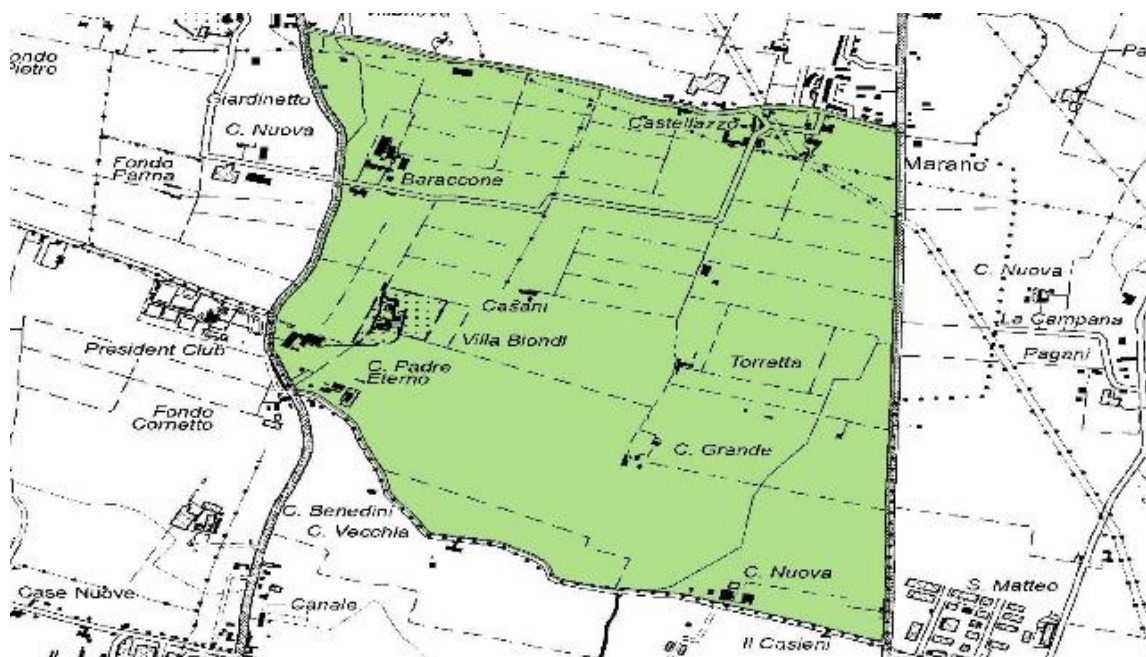 Giardinetto
C. Nuova
Fondo
Parma
Castellazzo
Marano
Baraccone
C. Nuova
La Campana
Pagani
Casani
Villa Biondi
President Club
C. Padre
Eterno
Torretta
Fondo
Cornetto
C. Grande
C. Benedini
C. Vecchia
C. Nuova
S. Matteo
Case Nuove
Canale
Il Casieni